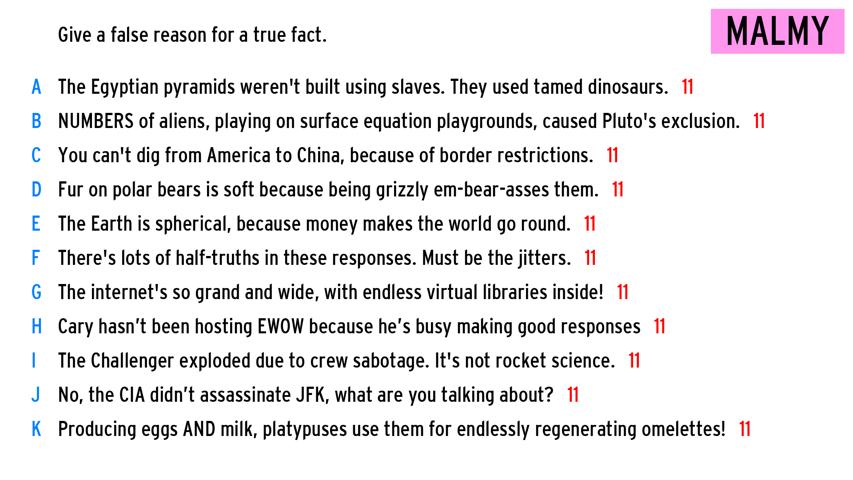 Give a false reason for a true fact.
MALMY
A The Egyptian pyramids weren't built using slaves. They used tamed dinosaurs. 11
B NUMBERS of aliens, playing on surface equation playgrounds, caused Pluto's exclusion. 11
C You can't dig from America to China, because of border restrictions. 11
D Fur on polar bears is soft because being grizzly em-bear-asses them. 11
E The Earth is spherical, because money makes the world go round. 11
F There's lots of half-truths in these responses. Must be the jitters. 11
G The internet's so grand and wide, with endless virtual libraries inside! 11
H Cary hasn’t been hosting EWOW because he’s busy making good responses 11
I The Challenger exploded due to crew sabotage. It's not rocket science. 11
J No, the CIA didn’t assassinate JFK, what are you talking about? 11
K Producing eggs AND milk, platypuses use them for endlessly regenerating omelettes! 11